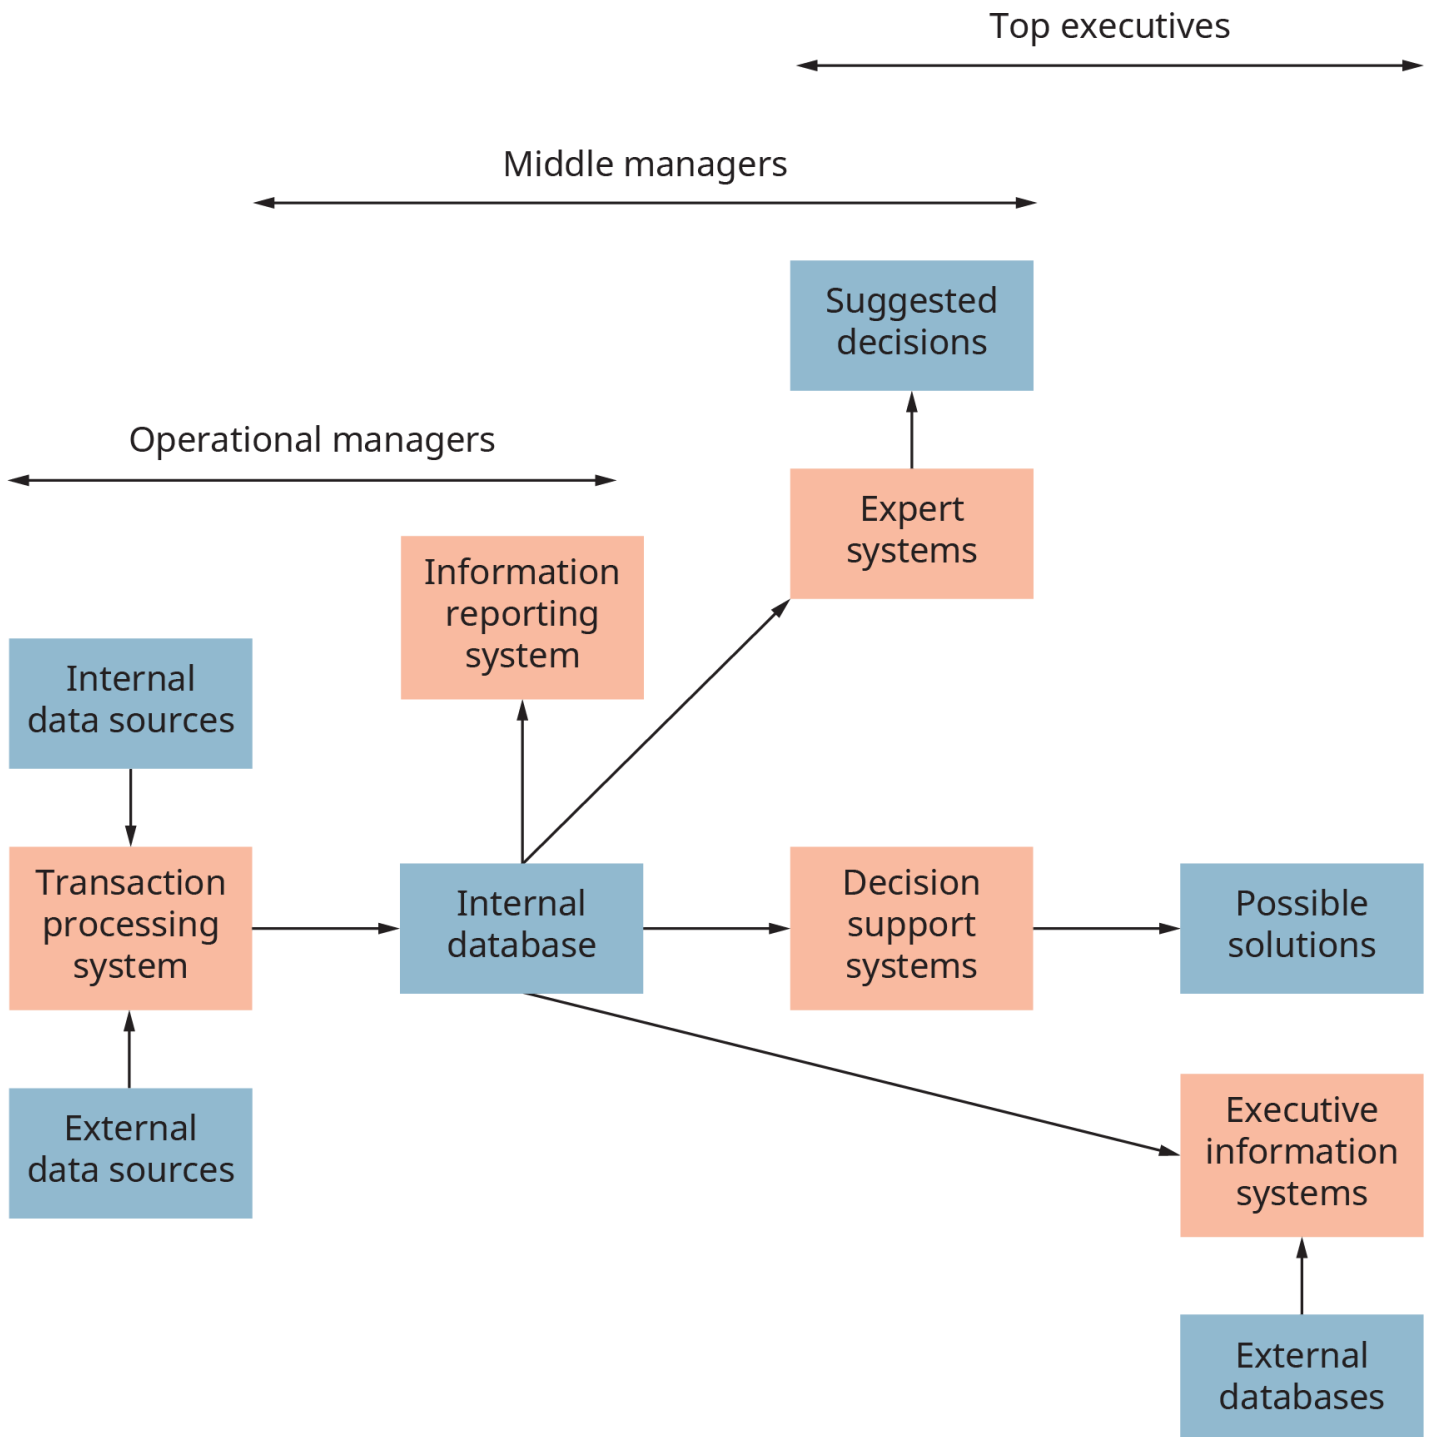 Top executives
Middle managers
Suggested
decisions
Operational managers
Expert
systems
Information
reporting
system
Internal
data sources
Transaction
processing
system
Internal
database
Decision
support
systems
Possible
solutions
External
data sources
Executive
information
systems
External
databases